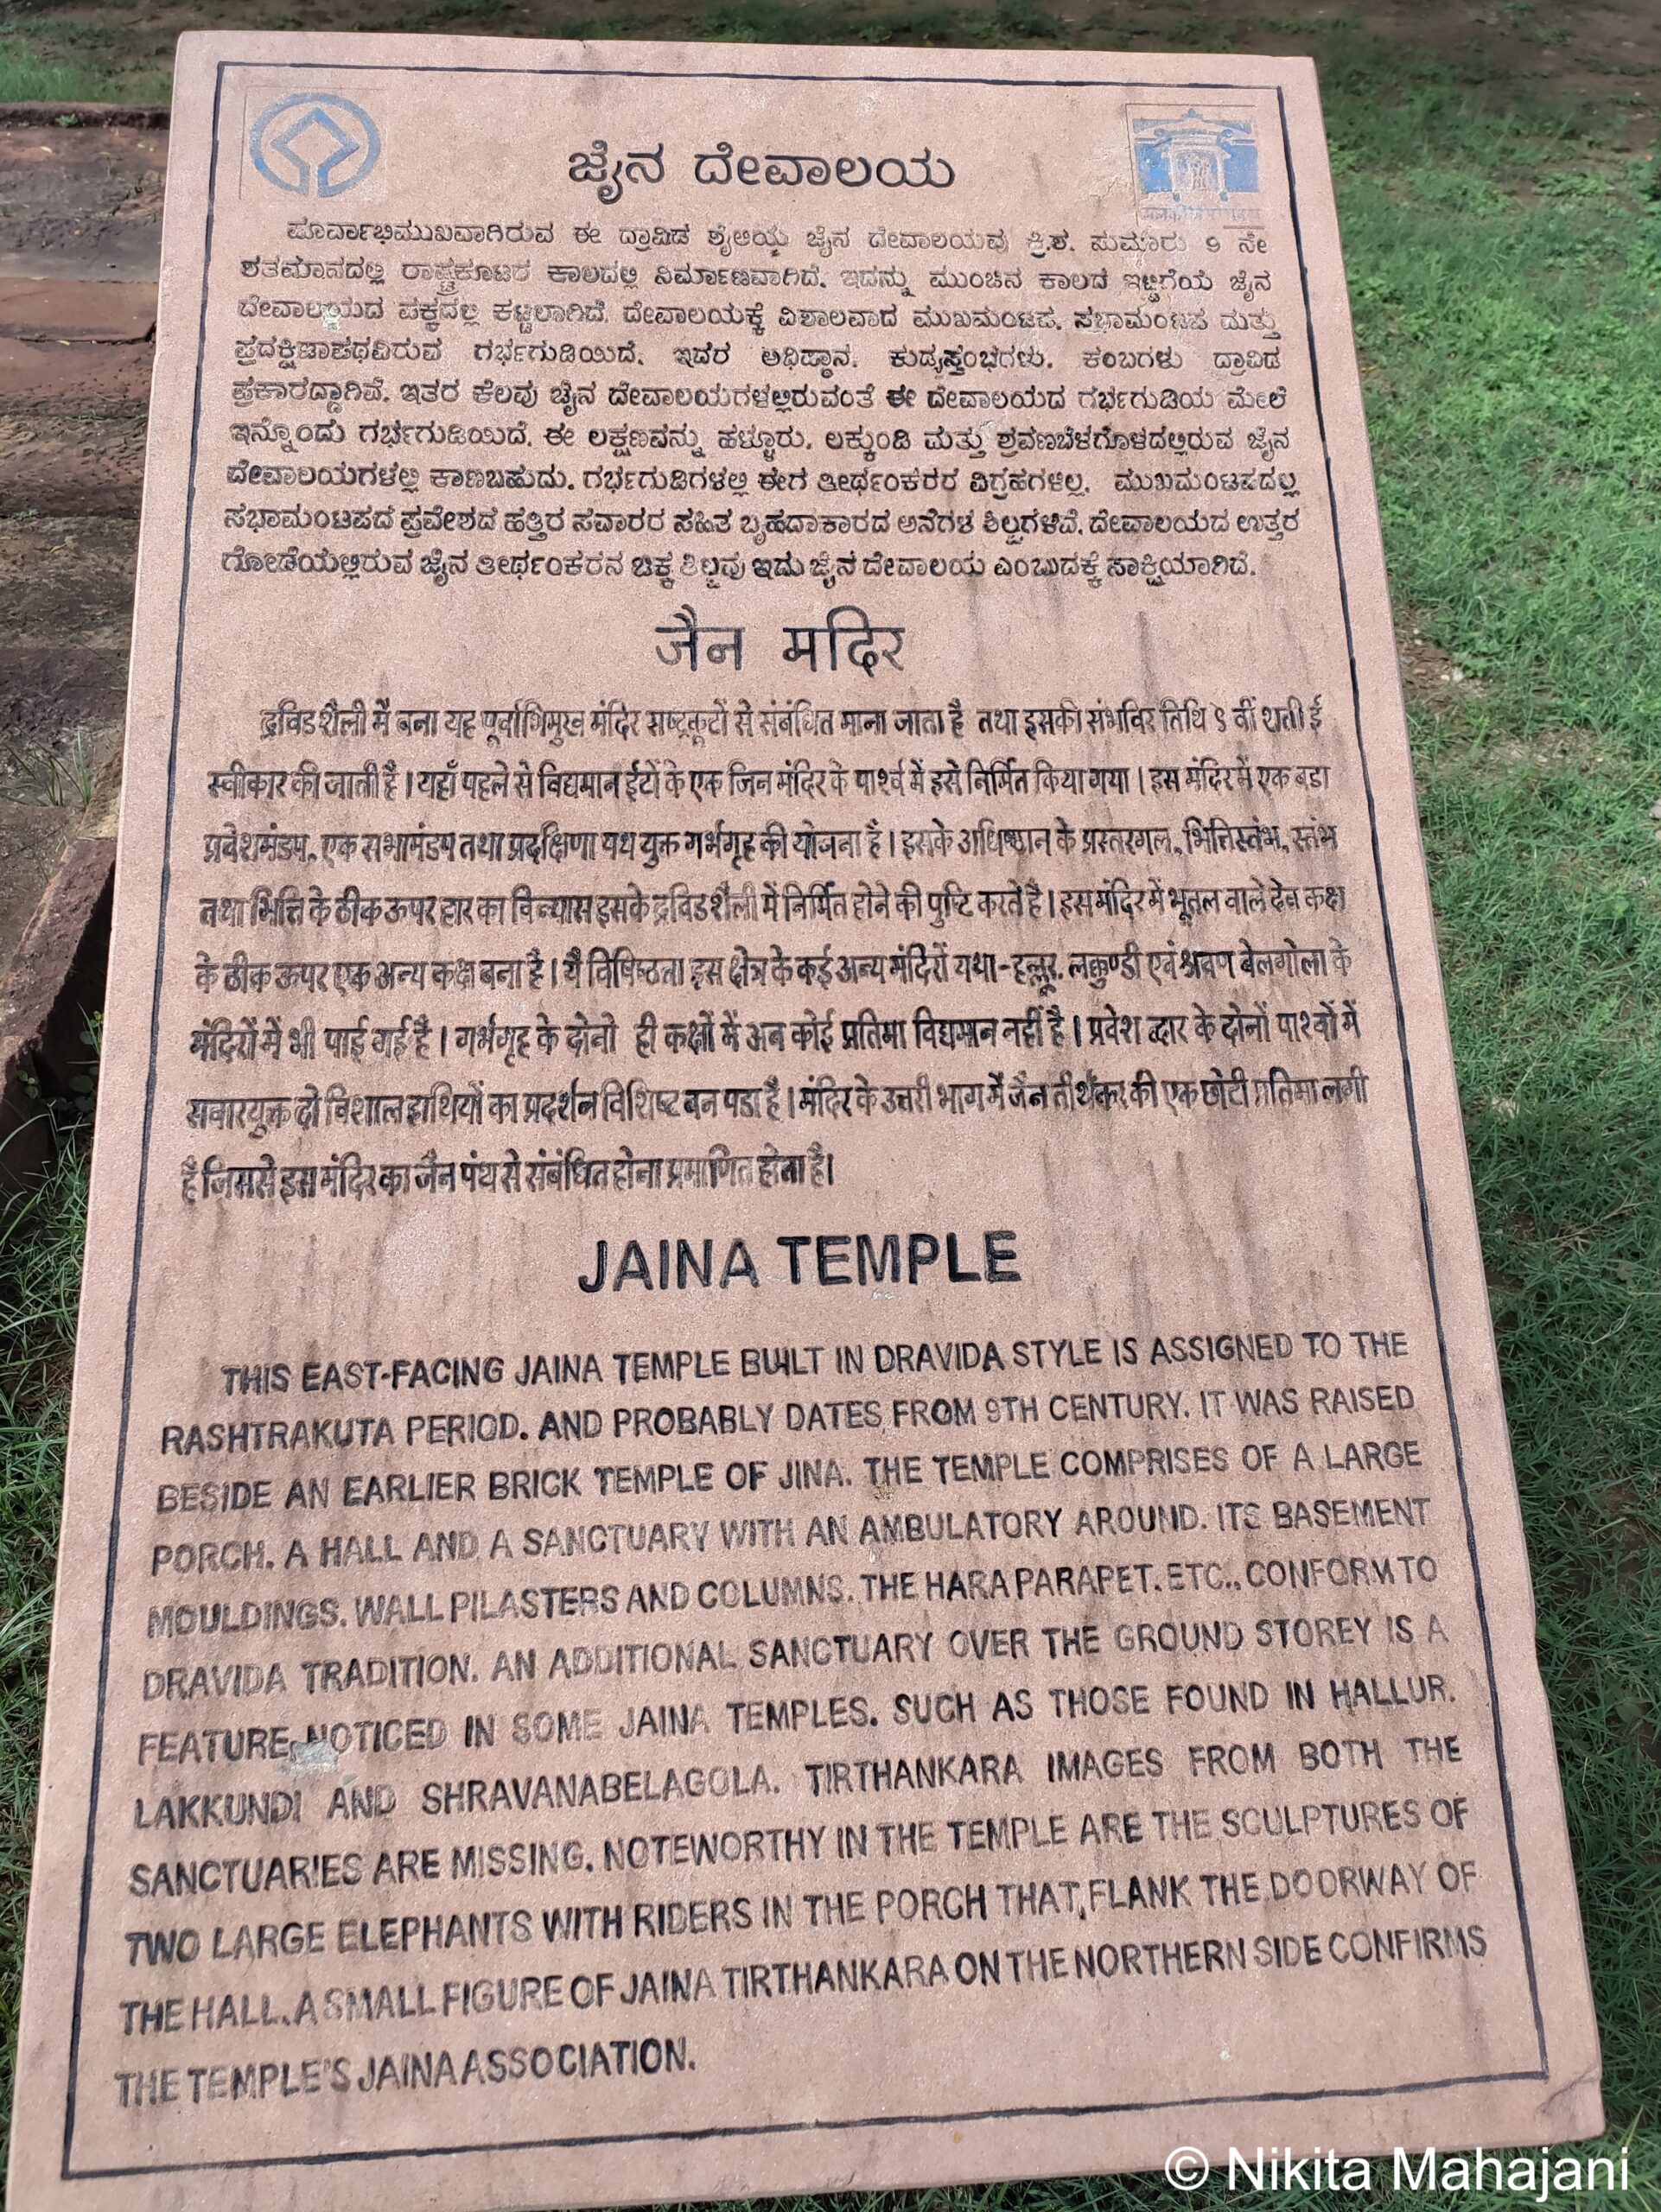 ಜೈನ ದೇವಾಲಯ
ಪೂರ್ವಾಭಿಮುಖವಾಗಿರುವ ಈ ದ್ರಾವಿಡ ಶೈಲಿಯ ಜೈನ ದೇವಾಲಯವು ಕ್ರಿ.ಶ. ಸುಮಾರು 9 ನೇ
ಶತಮಾನದಲ್ಲಿ ರಾಷ್ಟ್ರಕೂಟರ ಕಾಲದಲ್ಲಿ ನಿರ್ಮಾಣವಾಗಿದೆ. ಇದನ್ನು ಮುಂಚಿನ ಕಾಲದ ಇಟ್ಟಿಗೆಯ ಜೈನ
ದೇವಾಲಯದ ಪಕ್ಕದಲ್ಲಿ ಕಟ್ಟಲಾಗಿದೆ. ದೇವಾಲಯಕ್ಕೆ ವಿಶಾಲವಾದ ಮುಖಮಂಟಪ. ಸಭಾಮಂಟಪ ಮತ್ತು
ಪ್ರದಕ್ಷಿಣಾಪಥವಿರುವ ಗರ್ಭಗುಡಿಯಿದೆ. ಇದರ ಅಧಿಷ್ಠಾನ. ಕುಡ್ಯಸ್ತಂಭಗಳು. ಕಂಬಗಳು ದ್ರಾವಿಡ
ಪ್ರಕಾರದ್ದಾಗಿವೆ. ಇತರ ಕೆಲವು ಜೈನ ದೇವಾಲಯಗಳಲ್ಲಿರುವಂತೆ ಈ ದೇವಾಲಯದ ಗರ್ಭಗುಡಿಯ ಮೇಲೆ
ಇನ್ನೊಂದು ಗರ್ಭಗುಡಿಯಿದೆ. ಈ ಲಕ್ಷಣವನ್ನು ಹಳ್ಳೂರು. ಲಕ್ಕುಂಡಿ ಮತ್ತು ಶ್ರವಣಬೆಳಗೊಳದಲ್ಲಿರುವ ಜೈನ
ದೇವಾಲಯಗಳಲ್ಲಿ ಕಾಣಬಹುದು. ಗರ್ಭಗುಡಿಗಳಲ್ಲಿ ಈಗ ತೀರ್ಥಂಕರರ ವಿಗ್ರಹಗಳಿಲ್ಲ. ಮುಖಮಂಟಪದಲ್ಲಿ
ಸಭಾಮಂಟಪದ ಪ್ರವೇಶದ ಹತ್ತಿರ ಸವಾರರ ಸಹಿತ ಬೃಹದಾಕಾರದ ಆನೆಗಳ ಶಿಲ್ಪಗಳಿವೆ. ದೇವಾಲಯದ ಉತ್ತರ
ಗೋಡೆಯಲ್ಲಿರುವ ಜೈನ ತೀರ್ಥಂಕರನ ಚಿಕ್ಕ ಶಿಲ್ಪವು ಇದು ಜೈನ ದೇವಾಲಯ ಎಂಬುದಕ್ಕೆ ಸಾಕ್ಷಿಯಾಗಿದೆ.
जैन मदिर
द्रविड शैली में बना यह पूर्वाभिमुख मंदिर राष्ट्रकूटों से संबंधित माना जाता है तथा इसकी संभवित तिथि ९ वीं शती ई
स्वीकार की जाती है। यहाँ पहले से विद्यमान ईटों के एक जिन मंदिर के पार्श्व में इसे निर्मित किया गया। इस मंदिर में एक बडा
प्रवेशमंडप. एक सभामंडप तथा प्रदक्षिणा पथ युक्त गर्भगृह की योजना है। इसके अधिष्ठान के प्रस्तरगल, भित्तिस्तंभ, स्तंभ
तथा भित्ति के ठीक ऊपर हार का विन्यास इसके द्रविड शैली में निर्मित होने की पुष्टि करते है। इस मंदिर में भूतल वाले देव कक्ष
के ठीक ऊपर एक अन्य कक्ष बना है। यै विषिष्ठता इस क्षेत्र के कई अन्य मंदिरों यथा-हल्लूर. लक्कुण्डी एवं श्रवण बेलगोला के
मंदिरों में भी पाई गई है। गर्भगृह के दोनो ही कक्षों में अब कोई प्रतिमा विद्यमान नहीं है। प्रवेश द्वार के दोनों पार्श्वों में
सवारयुक्त दो विशाल हाथियों का प्रदर्शन विशिष्ट बन पडा है। मंदिर के उत्तरी भाग में जैन तीर्थंकर की एक छोटी प्रतिमा लगी
है जिससे इस मंदिर का जैन पंथ से संबंधित होना प्रमाणित होता है।
JAINA TEMPLE
THIS EAST-FACING JAINA TEMPLE BUILT IN DRAVIDA STYLE IS ASSIGNED TO THE
RASHTRAKUTA PERIOD. AND PROBABLY DATES FROM 9TH CENTURY. IT WAS RAISED
BESIDE AN EARLIER BRICK TEMPLE OF JINA. THE TEMPLE COMPRISES OF A LARGE
PORCH. A HALL AND A SANCTUARY WITH AN AMBULATORY AROUND. ITS BASEMENT
MOULDINGS. WALL PILASTERS AND COLUMNS. THE HARA PARAPET. ETC., CONFORM TO
DRAVIDA TRADITION. AN ADDITIONAL SANCTUARY OVER THE GROUND STOREY IS A
FEATURE NOTICED IN SOME JAINA TEMPLES. SUCH AS THOSE FOUND IN HALLUR.
LAKKUNDI AND SHRAVANABELAGOLA. TIRTHANKARA IMAGES FROM BOTH THE
SANCTUARIES ARE MISSING. NOTEWORTHY IN THE TEMPLE ARE THE SCULPTURES OF
TWO LARGE ELEPHANTS WITH RIDERS IN THE PORCH THAT FLANK THE DOORWAY OF
THE HALL. A SMALL FIGURE OF JAINA TIRTHANKARA ON THE NORTHERN SIDE CONFIRMS
THE TEMPLE'S JAINA ASSOCIATION.
© Nikita Mahajani